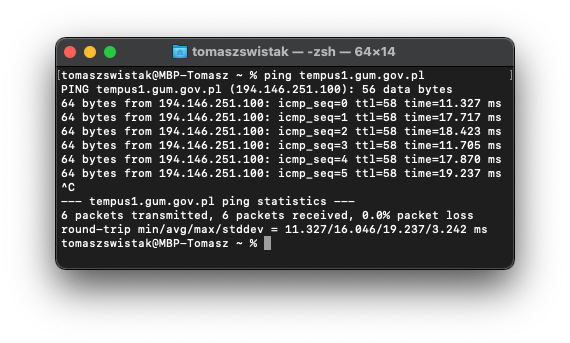 tomaszswistak — -zsh — 64×14
[tomaszswistak@MBP-Tomasz ~ % ping tempus1.gum.gov.pl ]
PING tempus1.gum.gov.pl (194.146.251.100): 56 data bytes
64 bytes from 194.146.251.100: icmp_seq=0 ttl=58 time=11.327 ms
64 bytes from 194.146.251.100: icmp_seq=1 ttl=58 time=17.717 ms
64 bytes from 194.146.251.100: icmp_seq=2 ttl=58 time=18.423 ms
64 bytes from 194.146.251.100: icmp_seq=3 ttl=58 time=11.705 ms
64 bytes from 194.146.251.100: icmp_seq=4 ttl=58 time=17.870 ms
64 bytes from 194.146.251.100: icmp_seq=5 ttl=58 time=19.237 ms
^C
--- tempus1.gum.gov.pl ping statistics ---
6 packets transmitted, 6 packets received, 0.0% packet loss
round-trip min/avg/max/stddev = 11.327/16.046/19.237/3.242 ms
tomaszswistak@MBP-Tomasz ~ %